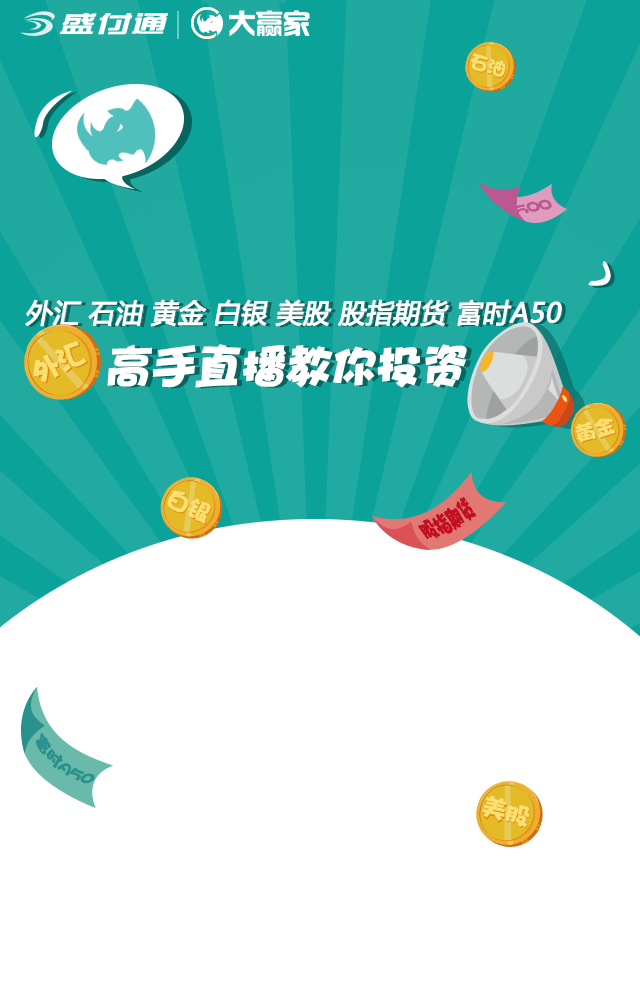 盛付通 大赢家
石油
500
外汇 石油 黄金 白银 美股 股指期货 富时A50
外汇
高手直播教你投资
黄金
白银
股指期货
富时A50
美股